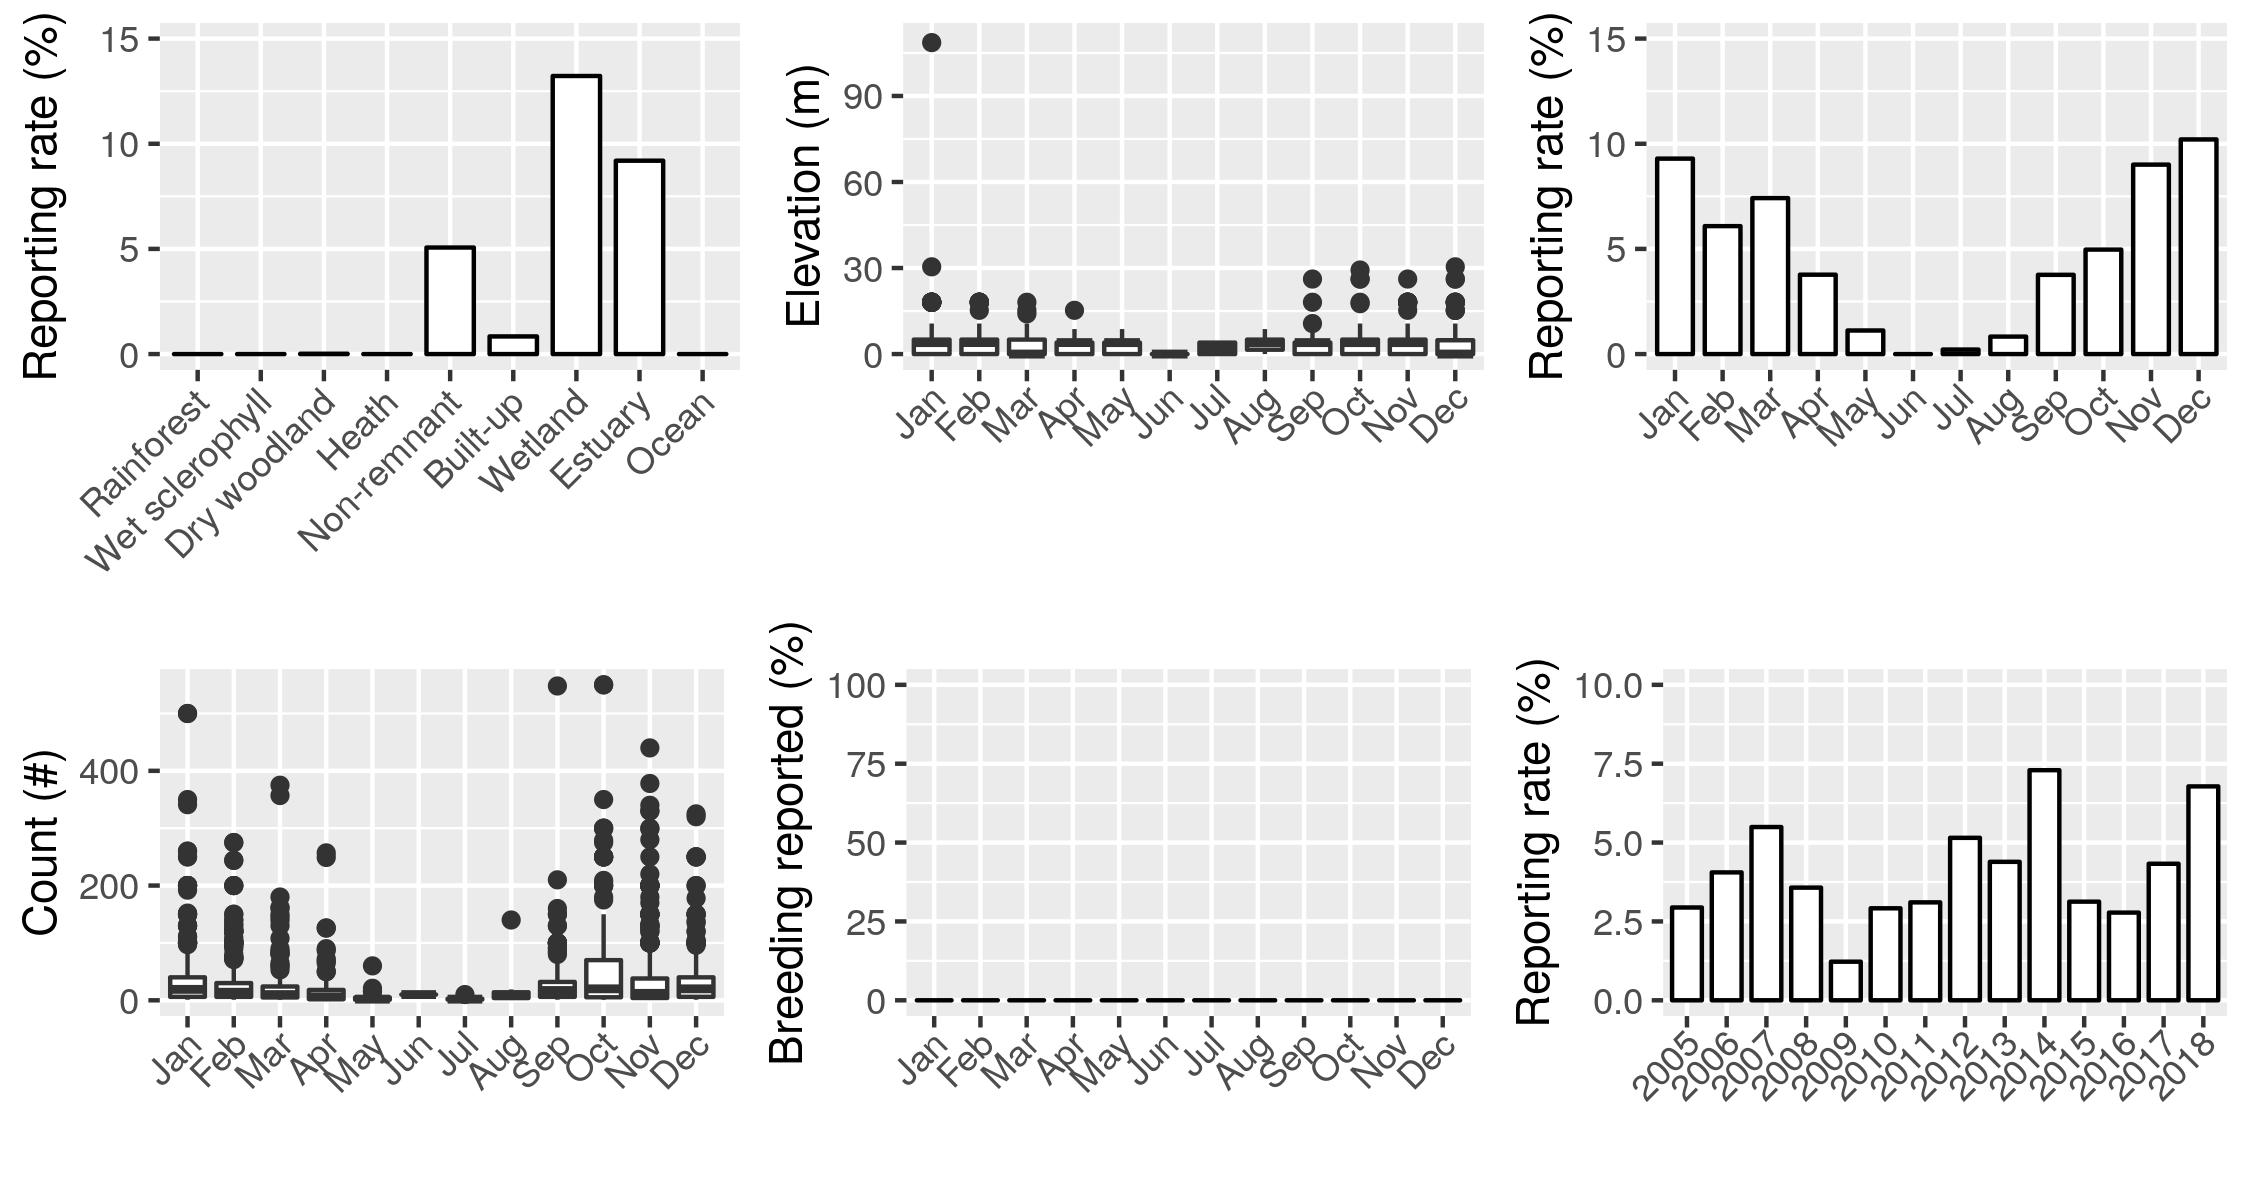 Reporting rate (%)
15
10
5
0
Rainforest
Wet sclerophyll
Dry woodland
Heath
Non-remnant
Built-up
Wetland
Estuary
Ocean
Elevation (m)
90
60
30
0
Jan
Feb
Mar
Apr
May
Jun
Jul
Aug
Sep
Oct
Nov
Dec
Reporting rate (%)
15
10
5
0
Jan
Feb
Mar
Apr
May
Jun
Jul
Aug
Sep
Oct
Nov
Dec
Count (#)
400
200
0
Jan
Feb
Mar
Apr
May
Jun
Jul
Aug
Sep
Oct
Nov
Dec
Breeding reported (%)
100
75
50
25
0
Jan
Feb
Mar
Apr
May
Jun
Jul
Aug
Sep
Oct
Nov
Dec
Reporting rate (%)
10.0
7.5
5.0
2.5
0.0
2005
2006
2007
2008
2009
2010
2011
2012
2013
2014
2015
2016
2017
2018